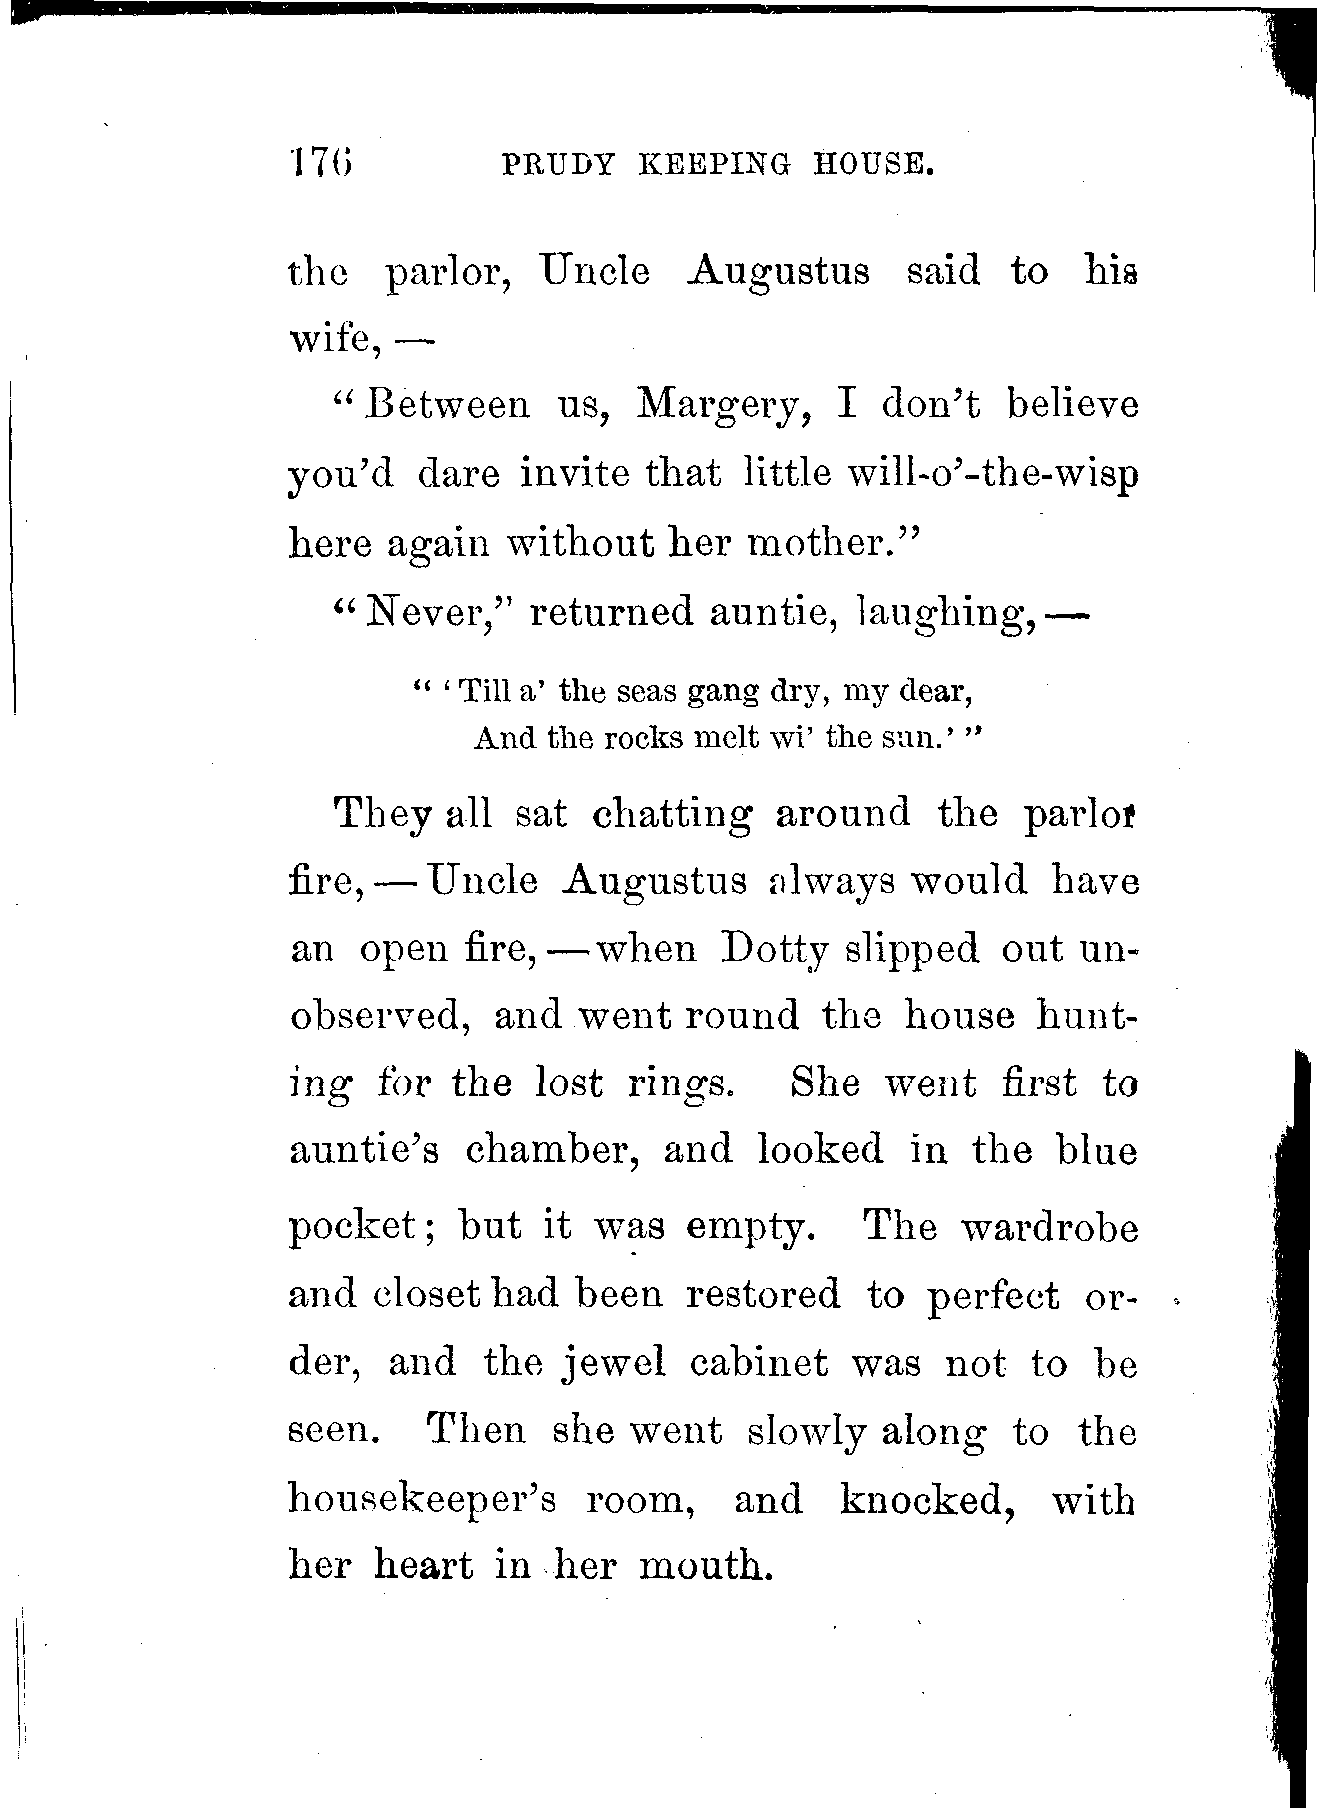 176 PRUDY KEEPING HOUSE.
the parlor, Uncle Augustus said to his
wife, —
“Between us, Margery, I don’t believe
you’d dare invite that little will-o’-the-wisp
here again without her mother.”
“Never,” returned auntie, laughing, —
“ ‘Till a’ the seas gang dry, my dear,
And the rocks melt wi’ the sun.’ ”
They all sat chatting around the parlor
fire, — Uncle Augustus always would have
an open fire, — when Dotty slipped out un-
observed, and went round the house hunt-
ing for the lost rings. She went first to
auntie’s chamber, and looked in the blue
pocket; but it was empty. The wardrobe
and closet had been restored to perfect or-
der, and the jewel cabinet was not to be
seen. Then she went slowly along to the
housekeeper’s room, and knocked, with
her heart in her mouth.